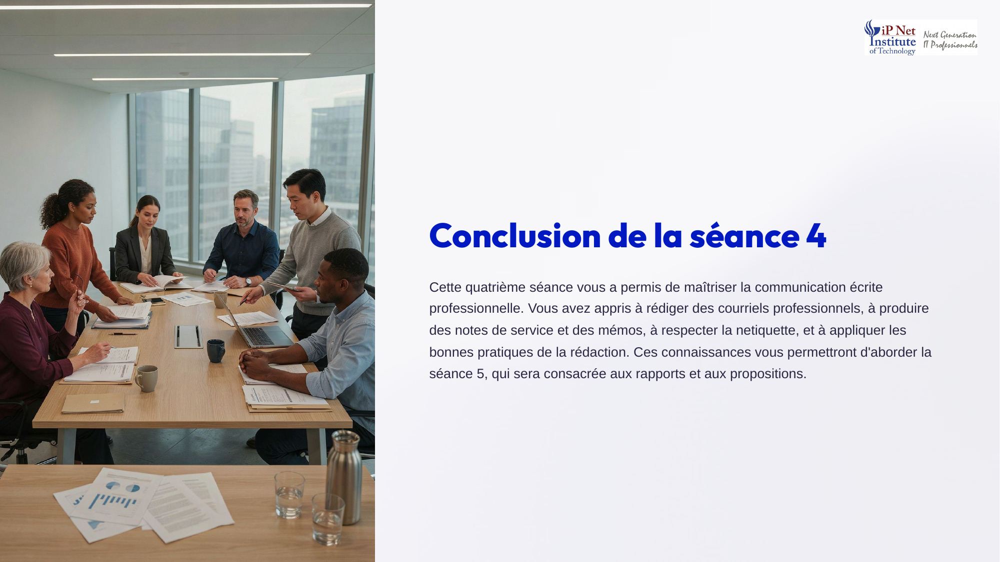 iP Net
Institute
of Technology
Next Generation
IT Professionnels
Conclusion de la séance 4
Cette quatrième séance vous a permis de maîtriser la communication écrite
professionnelle. Vous avez appris à rédiger des courriels professionnels, à produire
des notes de service et des mémos, à respecter la netiquette, et à appliquer les
bonnes pratiques de la rédaction. Ces connaissances vous permettront d'aborder la
séance 5, qui sera consacrée aux rapports et aux propositions.